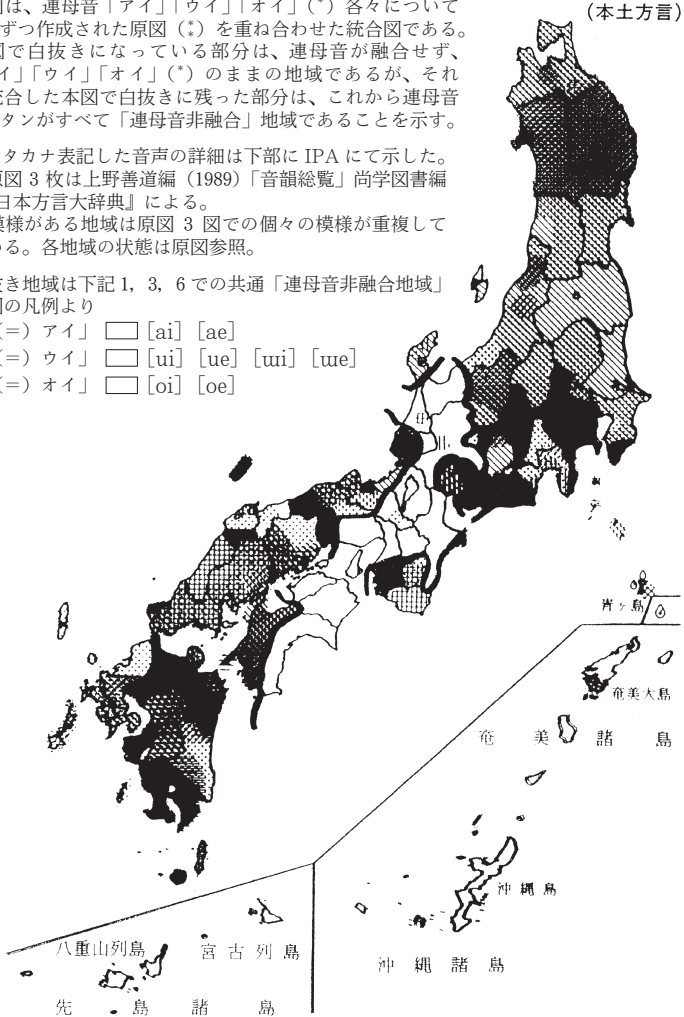 図は、連母音「アイ」「ウイ」「オイ」(*)各々について
ずつ作成された原図(⁑)を重ね合わせた統合図である。
図で白抜きになっている部分は、連母音が融合せず、
イ」「ウイ」「オイ」(*)のままの地域であるが、それ
統合した本図で白抜きに残った部分は、これから連母音
タンがすべて「連母音非融合」地域であることを示す。
タカナ表記した音声の詳細は下部に IPA にて示した。
原図 3 枚は上野善道編(1989)「音韻総覧」尚学図書編
日本方言大辞典』による。
模様がある地域は原図 3 図での個々の模様が重複して
いる。各地域の状態は原図参照。
抜き地域は下記 1, 3, 6 での共通「連母音非融合地域」
図の凡例より
(=)アイ」 [ai] [ae]
(=)ウイ」 [ui] [ue] [ɯi] [ɯe]
(=)オイ」 [oi] [oe]
(本土方言)
青ヶ島
奄美大島
奄美諸島
沖縄島
沖縄諸島
八重山列島
宮古列島
先島諸島